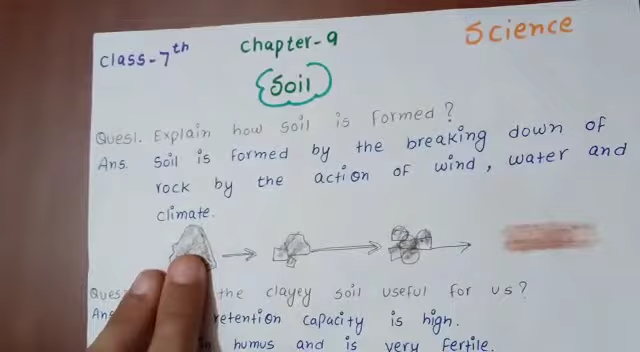 Class-7th
Chapter-9
Science
Soil
Ques1. Explain how soil is formed?
Ans. Soil is formed by the breaking down of
rock by the action of wind, water and
climate.
Ques the clayey soil useful for us?
Ans retention capacity is high.
humus and is very fertile.